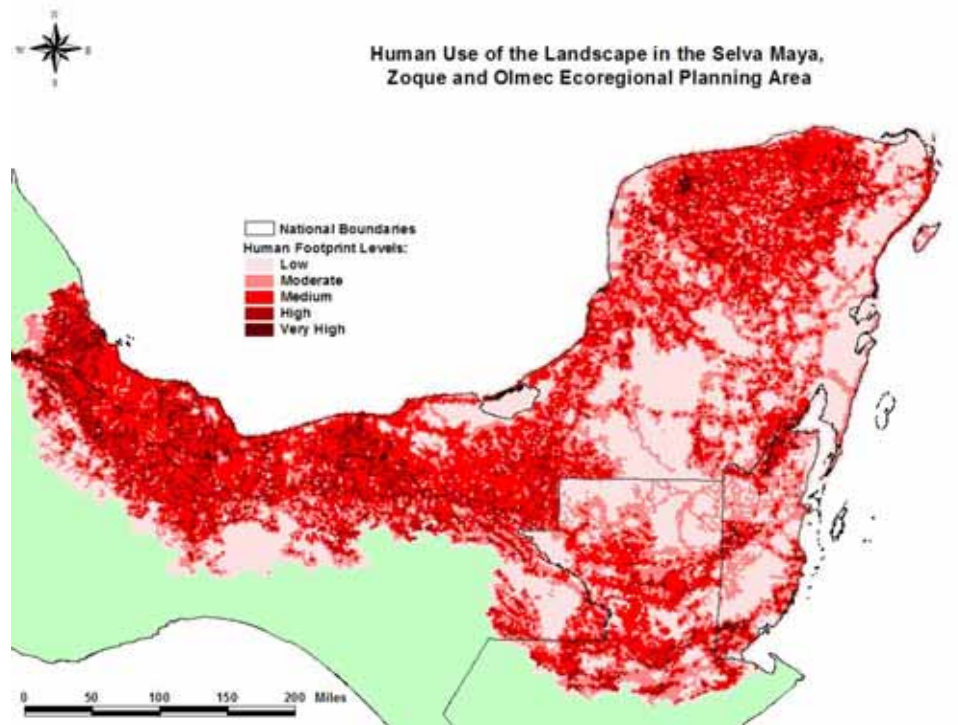 N
W E
S
Human Use of the Landscape in the Selva Maya,
Zoque and Olmec Ecoregional Planning Area
National Boundaries
Human Footprint Levels:
Low
Moderate
Medium
High
Very High
0 50 100 150 200 Miles